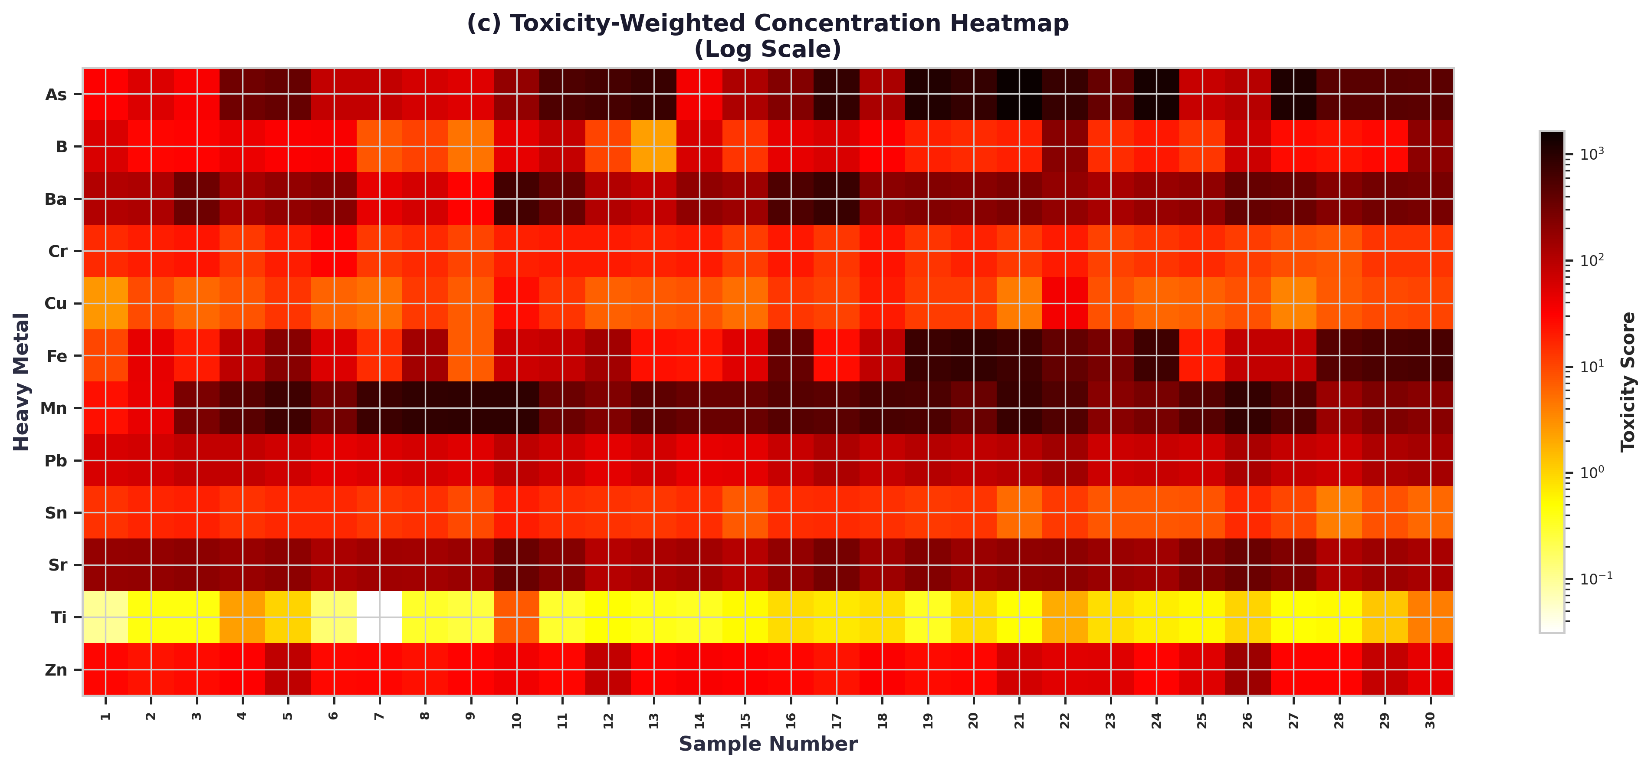 (c) Toxicity-Weighted Concentration Heatmap
(Log Scale)
Heavy Metal
As
B
Ba
Cr
Cu
Fe
Mn
Pb
Sn
Sr
Ti
Zn
1 2 3 4 5 6 7 8 9 10 11 12 13 14 15 16 17 18 19 20 21 22 23 24 25 26 27 28 29 30
Sample Number
10³
10²
10¹
10⁰
10⁻¹
Toxicity Score